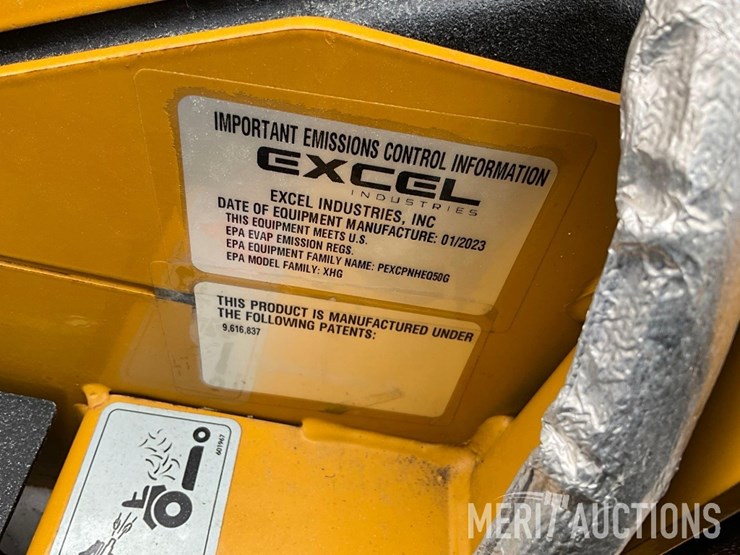 IMPORTANT EMISSIONS CONTROL INFORMATION
EXCEL
INDUSTRIES
EXCEL INDUSTRIES, INC
DATE OF EQUIPMENT MANUFACTURE: 01/2023
THIS EQUIPMENT MEETS U.S.
EPA EVAP EMISSION REGS.
EPA EQUIPMENT FAMILY NAME: PEXCPNHEQ50G
EPA MODEL FAMILY: XHG
THIS PRODUCT IS MANUFACTURED UNDER
THE FOLLOWING PATENTS:
9,616,837
601967
MERIT AUCTIONS